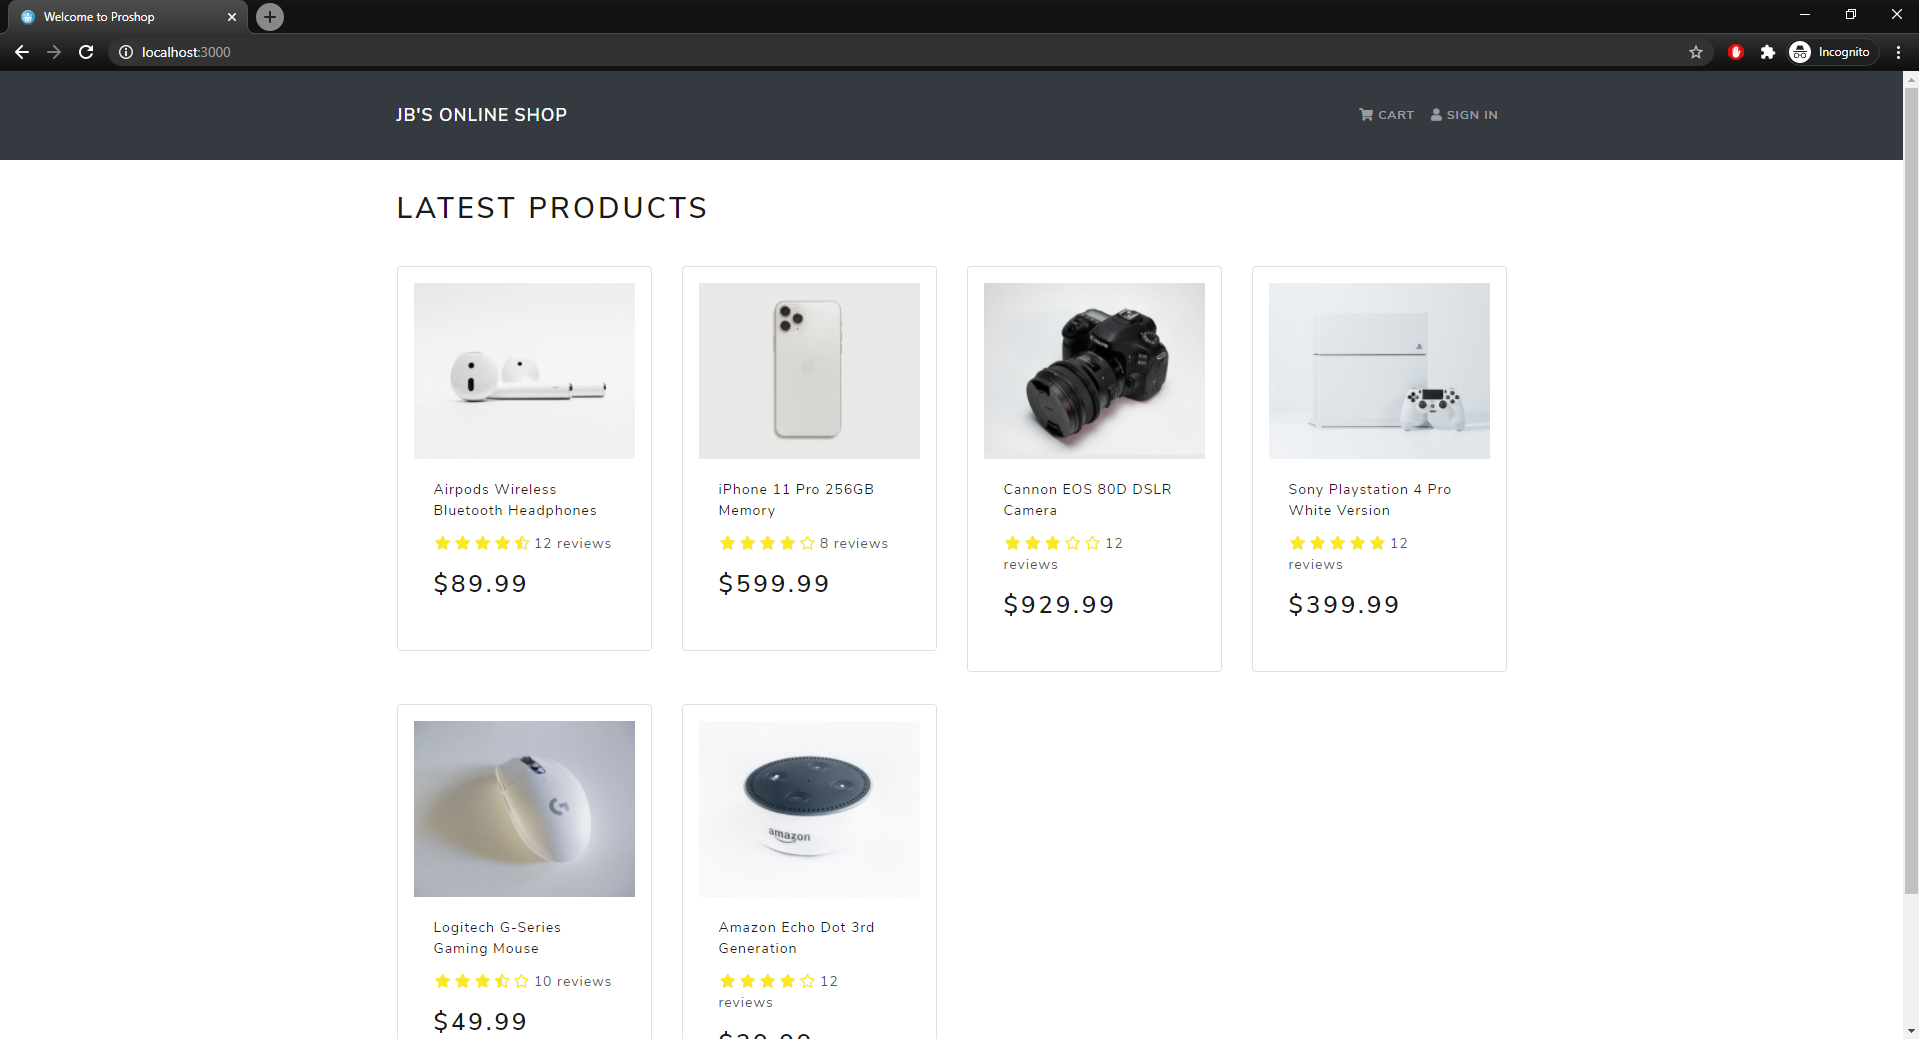 Welcome to Proshop
localhost:3000
Incognito
JB'S ONLINE SHOP
CART
SIGN IN
LATEST PRODUCTS
Airpods Wireless
Bluetooth Headphones
12 reviews
$89.99
iPhone 11 Pro 256GB
Memory
8 reviews
$599.99
Cannon EOS 80D DSLR
Camera
12
reviews
$929.99
Sony Playstation 4 Pro
White Version
12
reviews
$399.99
amazon
Logitech G-Series
Gaming Mouse
10 reviews
$49.99
Amazon Echo Dot 3rd
Generation
12
reviews